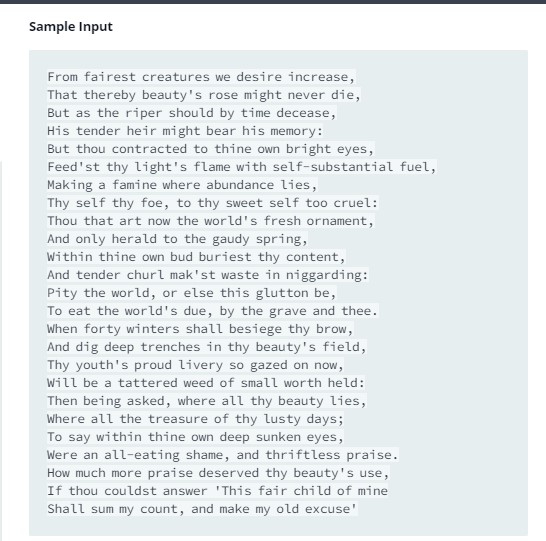 Sample Input
From fairest creatures we desire increase,
That thereby beauty's rose might never die,
But as the riper should by time decease,
His tender heir might bear his memory:
But thou contracted to thine own bright eyes,
Feed'st thy light's flame with self-substantial fuel,
Making a famine where abundance lies,
Thy self thy foe, to thy sweet self too cruel:
Thou that art now the world's fresh ornament,
And only herald to the gaudy spring,
Within thine own bud buriest thy content,
And tender churl mak'st waste in niggarding:
Pity the world, or else this glutton be,
To eat the world's due, by the grave and thee.
When forty winters shall besiege thy brow,
And dig deep trenches in thy beauty's field,
Thy youth's proud livery so gazed on now,
Will be a tattered weed of small worth held:
Then being asked, where all thy beauty lies,
Where all the treasure of thy lusty days;
To say within thine own deep sunken eyes,
Were an all-eating shame, and thriftless praise.
How much more praise deserved thy beauty's use,
If thou couldst answer 'This fair child of mine
Shall sum my count, and make my old excuse'